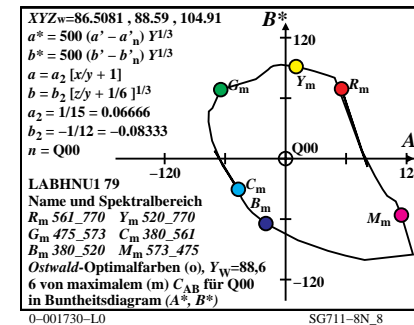 XYZw=86.5081 , 88.59 , 104.91
a* = 500 (a' – a'n) Y1/3
b* = 500 (b' – b'n) Y1/3
a = a2 [x/y + 1]
b = b2 [z/y + 1/6 ]1/3
a2 = 1/15 = 0.06666
b2 = –1/12 = –0.08333
n = Q00
B*
120
Gm
Ym
Rm
Q00
A
–120
120
LABHNU1 79
Name und Spektralbereich
Rm 561_770 Ym 520_770
Gm 475_573 Cm 380_561
Bm 380_520 Mm 573_475
Ostwald-Optimalfarben (o), YW=88,6
6 von maximalem (m) CAB für Q00
in Buntheitsdiagram (A*, B*)
Cm
Bm
Mm
–120
0–001730–L0
SG711–8N_8